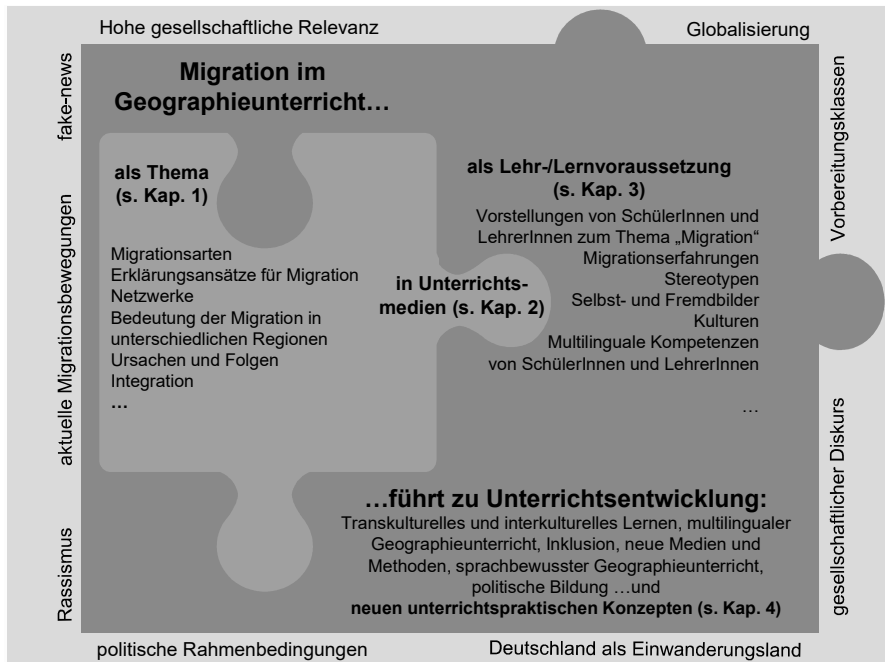 Hohe gesellschaftliche Relevanz
Globalisierung
fake-news
aktuelle Migrationsbewegungen
Rassismus
Migration im
Geographieunterricht…
als Thema
(s. Kap. 1)
Migrationsarten
Erklärungsansätze für Migration
Netzwerke
Bedeutung der Migration in
unterschiedlichen Regionen
Ursachen und Folgen
Integration
…
in Unterrichts-
medien (s. Kap. 2)
als Lehr-/Lernvoraussetzung
(s. Kap. 3)
Vorstellungen von SchülerInnen und
LehrerInnen zum Thema „Migration“
Migrationserfahrungen
Stereotypen
Selbst- und Fremdbilder
Kulturen
Multilinguale Kompetenzen
von SchülerInnen und LehrerInnen
…
…führt zu Unterrichtsentwicklung:
Transkulturelles und interkulturelles Lernen, multilingualer
Geographieunterricht, Inklusion, neue Medien und
Methoden, sprachbewusster Geographieunterricht,
politische Bildung …und
neuen unterrichtspraktischen Konzepten (s. Kap. 4)
Vorbereitungsklassen
gesellschaftlicher Diskurs
politische Rahmenbedingungen
Deutschland als Einwanderungsland